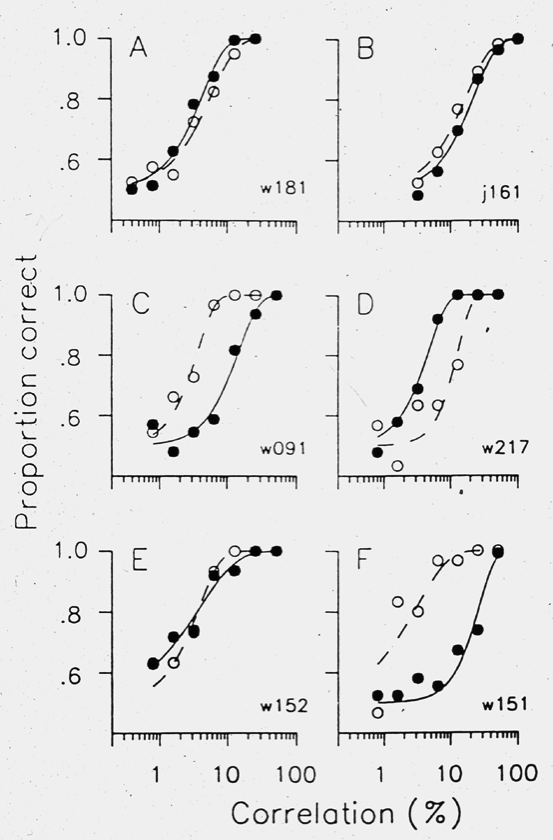 A
B
1.0
.8
.6
w181
j161
C
D
1.0
.8
.6
w091
w217
E
F
1.0
.8
.6
w152
w151
1 10 100
1 10 100
Proportion correct
Correlation (%)